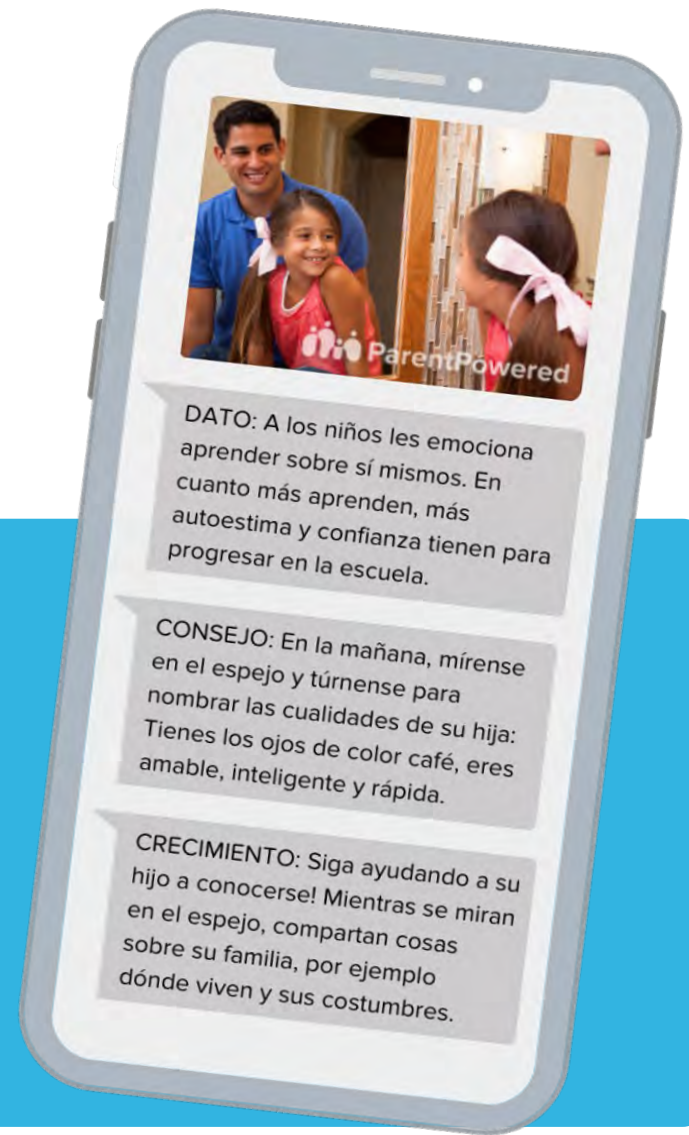 ParentPowered
DATO: A los niños les emociona
aprender sobre sí mismos. En
cuanto más aprenden, más
autoestima y confianza tienen para
progresar en la escuela.
CONSEJO: En la mañana, mírense
en el espejo y túrnense para
nombrar las cualidades de su hija:
Tienes los ojos de color café, eres
amable, inteligente y rápida.
CRECIMIENTO: Siga ayudando a su
hijo a conocerse! Mientras se miran
en el espejo, compartan cosas
sobre su familia, por ejemplo
dónde viven y sus costumbres.